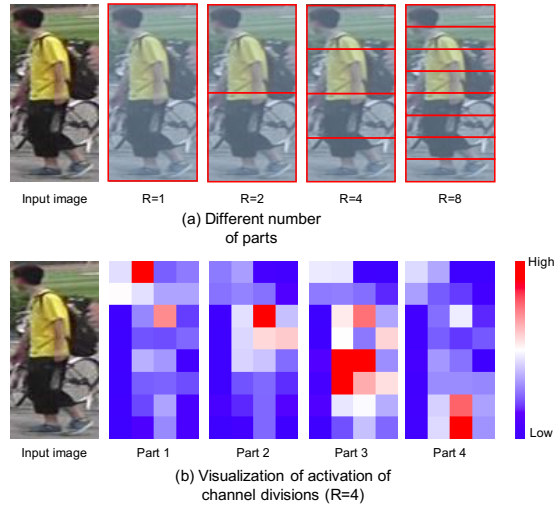 Input image R=1 R=2 R=4 R=8
(a) Different number
of parts
High
Low
Input image Part 1 Part 2 Part 3 Part 4
(b) Visualization of activation of
channel divisions (R=4)